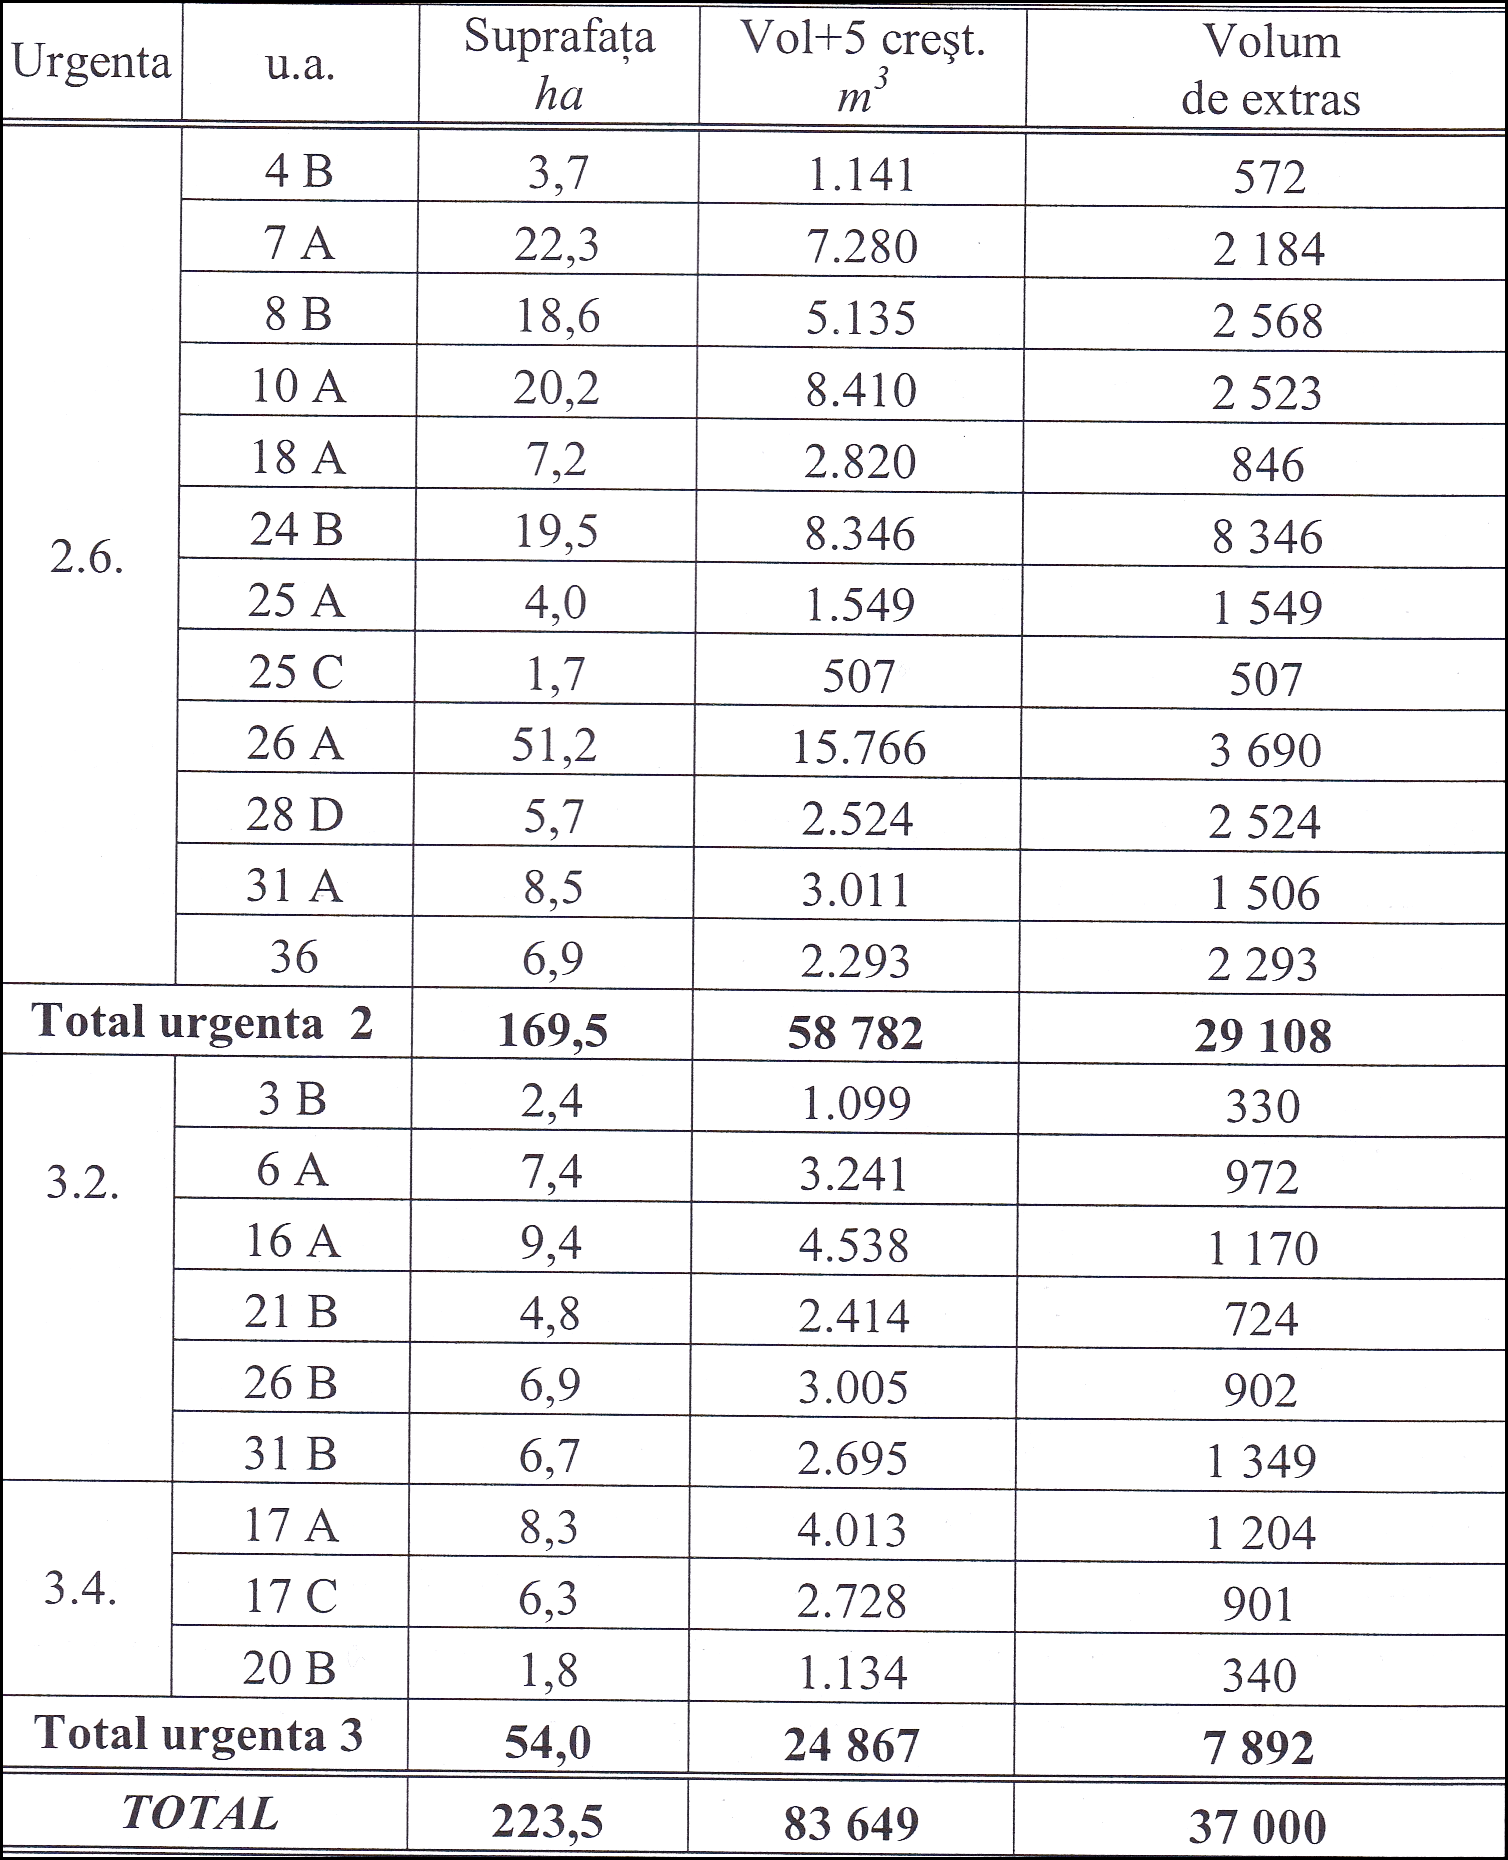 Urgenta u.a. Suprafața ha Vol+5 creşt. m³ Volum de extras
2.6.
4 B 3,7 1.141 572
7 A 22,3 7.280 2 184
8 B 18,6 5.135 2 568
10 A 20,2 8.410 2 523
18 A 7,2 2.820 846
24 B 19,5 8.346 8 346
25 A 4,0 1.549 1 549
25 C 1,7 507 507
26 A 51,2 15.766 3 690
28 D 5,7 2.524 2 524
31 A 8,5 3.011 1 506
36 6,9 2.293 2 293
Total urgenta 2 169,5 58 782 29 108
3.2.
3 B 2,4 1.099 330
6 A 7,4 3.241 972
16 A 9,4 4.538 1 170
21 B 4,8 2.414 724
26 B 6,9 3.005 902
31 B 6,7 2.695 1 349
3.4.
17 A 8,3 4.013 1 204
17 C 6,3 2.728 901
20 B 1,8 1.134 340
Total urgenta 3 54,0 24 867 7 892
TOTAL 223,5 83 649 37 000